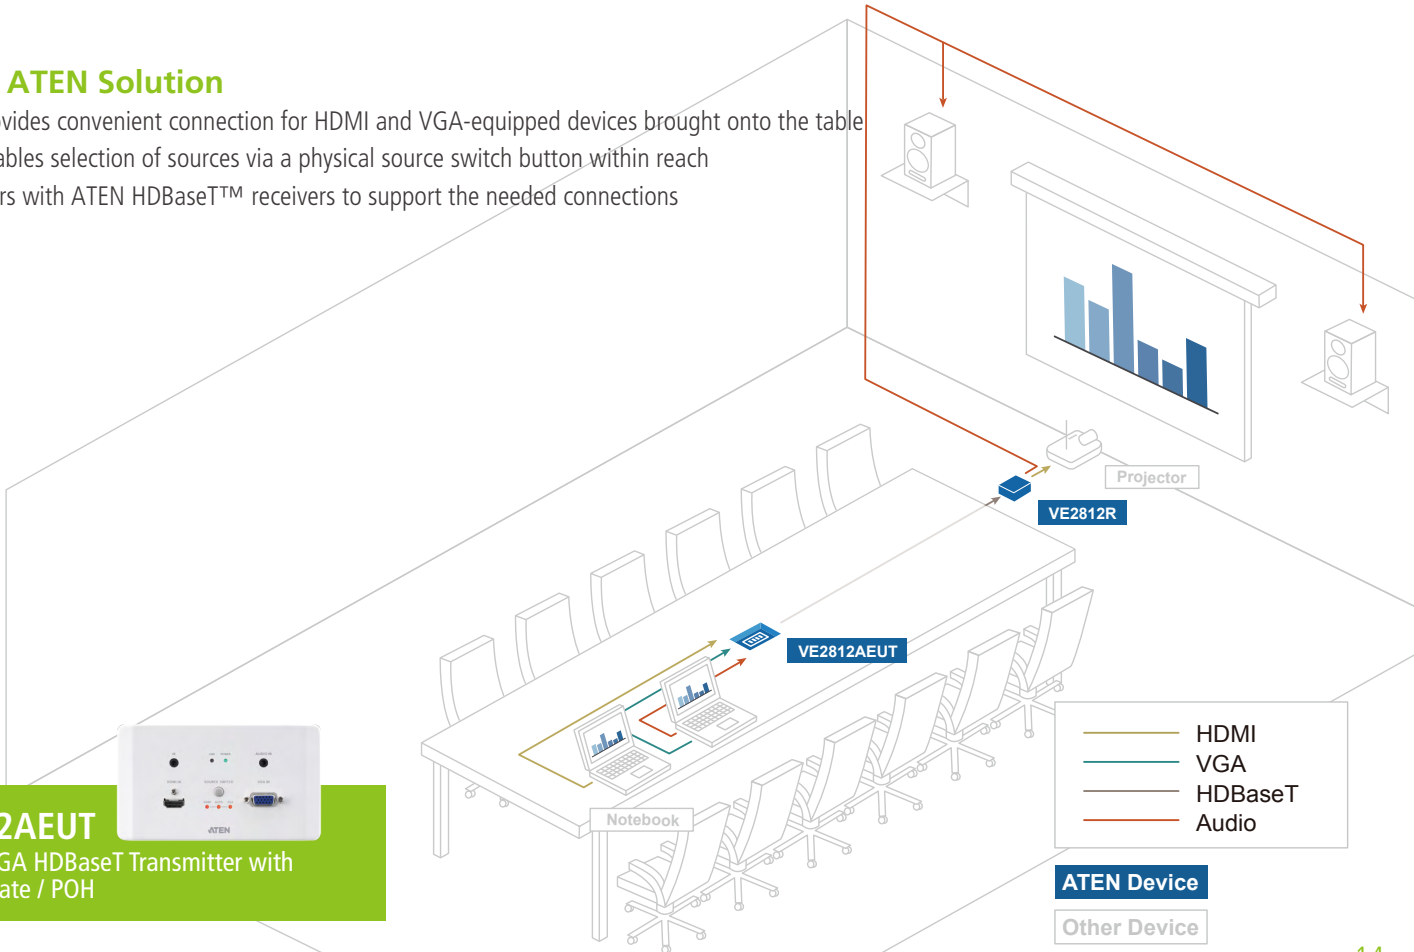 ATEN Solution
vides convenient connection for HDMI and VGA-equipped devices brought onto the table
ables selection of sources via a physical source switch button within reach
rs with ATEN HDBaseT™ receivers to support the needed connections
Projector
VE2812R
VE2812AEUT
Notebook
HDMI
VGA
HDBaseT
Audio
ATEN Device
Other Device
ATEN
2AEUT
GA HDBaseT Transmitter with
ate / POH